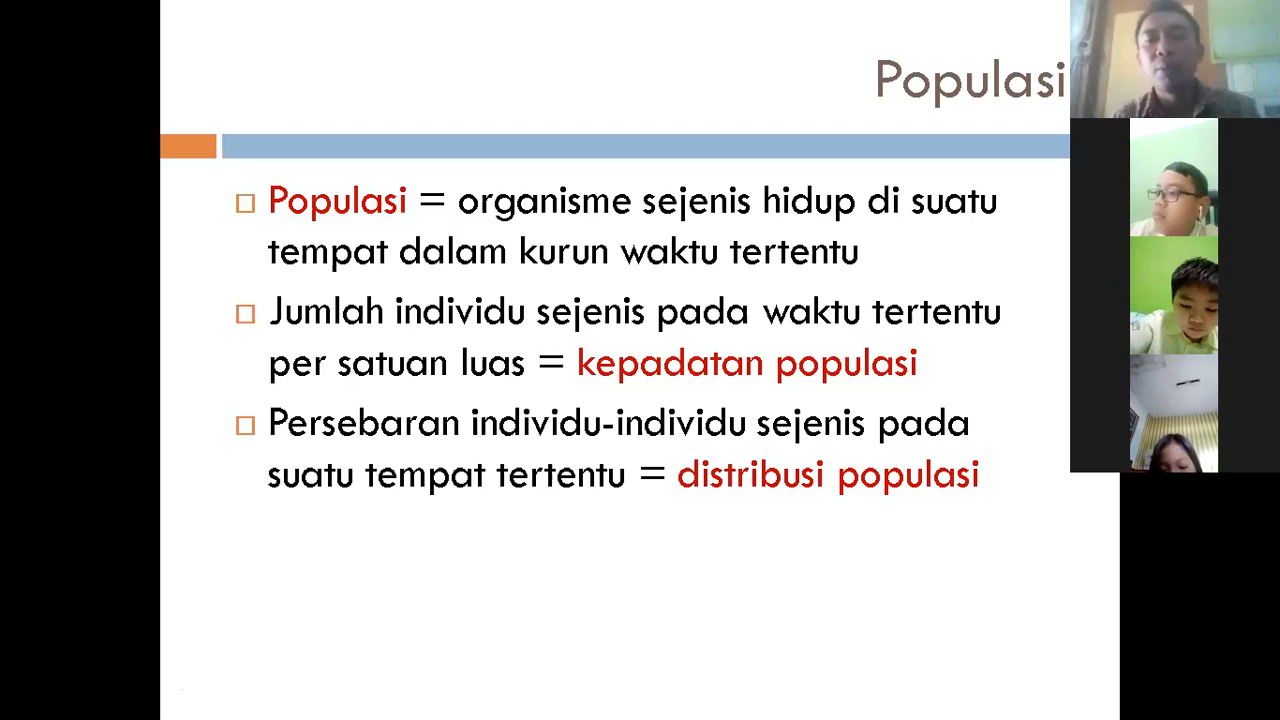 Populasi
Populasi = organisme sejenis hidup di suatu
tempat dalam kurun waktu tertentu
Jumlah individu sejenis pada waktu tertentu
per satuan luas = kepadatan populasi
Persebaran individu-individu sejenis pada
suatu tempat tertentu = distribusi populasi